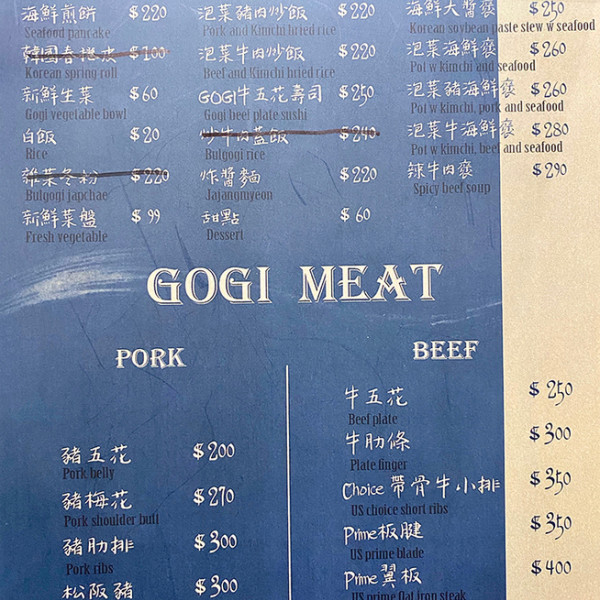 海鮮煎餅 $220
Seafood pancake
韓國春捲 $100
Korean spring roll
新鮮生菜 $60
Gogi vegetable bowl
白飯 $20
Rice
雜菜冬粉 $220
Bulgogi japchae
新鮮菜盤 $99
Fresh vegetable
泡菜豬肉炒飯 $220
Pork and Kimchi fried rice
泡菜牛肉炒飯 $220
Beef and Kimchi fried rice
GOGI牛五花壽司 $250
Gogi beef plate sushi
炒牛肉蓋飯 $240
Bulgogi rice
炸醬麵 $220
Jajangmyeon
甜點 $60
Dessert
海鮮大醬煲 $250
Korean soybean paste stew w seafood
泡菜海鮮煲 $260
Pot w kimchi and seafood
泡菜豬海鮮煲 $260
Pot w kimchi, pork and seafood
泡菜牛海鮮煲 $280
Pot w kimchi, beef and seafood
辣牛肉煲 $290
Spicy beef soup
GOGI MEAT
PORK
豬五花 $200
Pork belly
豬梅花 $270
Pork shoulder butt
豬肋排 $300
Pork ribs
松阪豬 $300
BEEF
牛五花 $250
Beef plate
牛肋條 $300
Plate finger
Choice 帶骨牛小排 $350
US choice short ribs
Prime板腱 $350
US prime blade
Prime翼板 $400
US prime flat iron steak